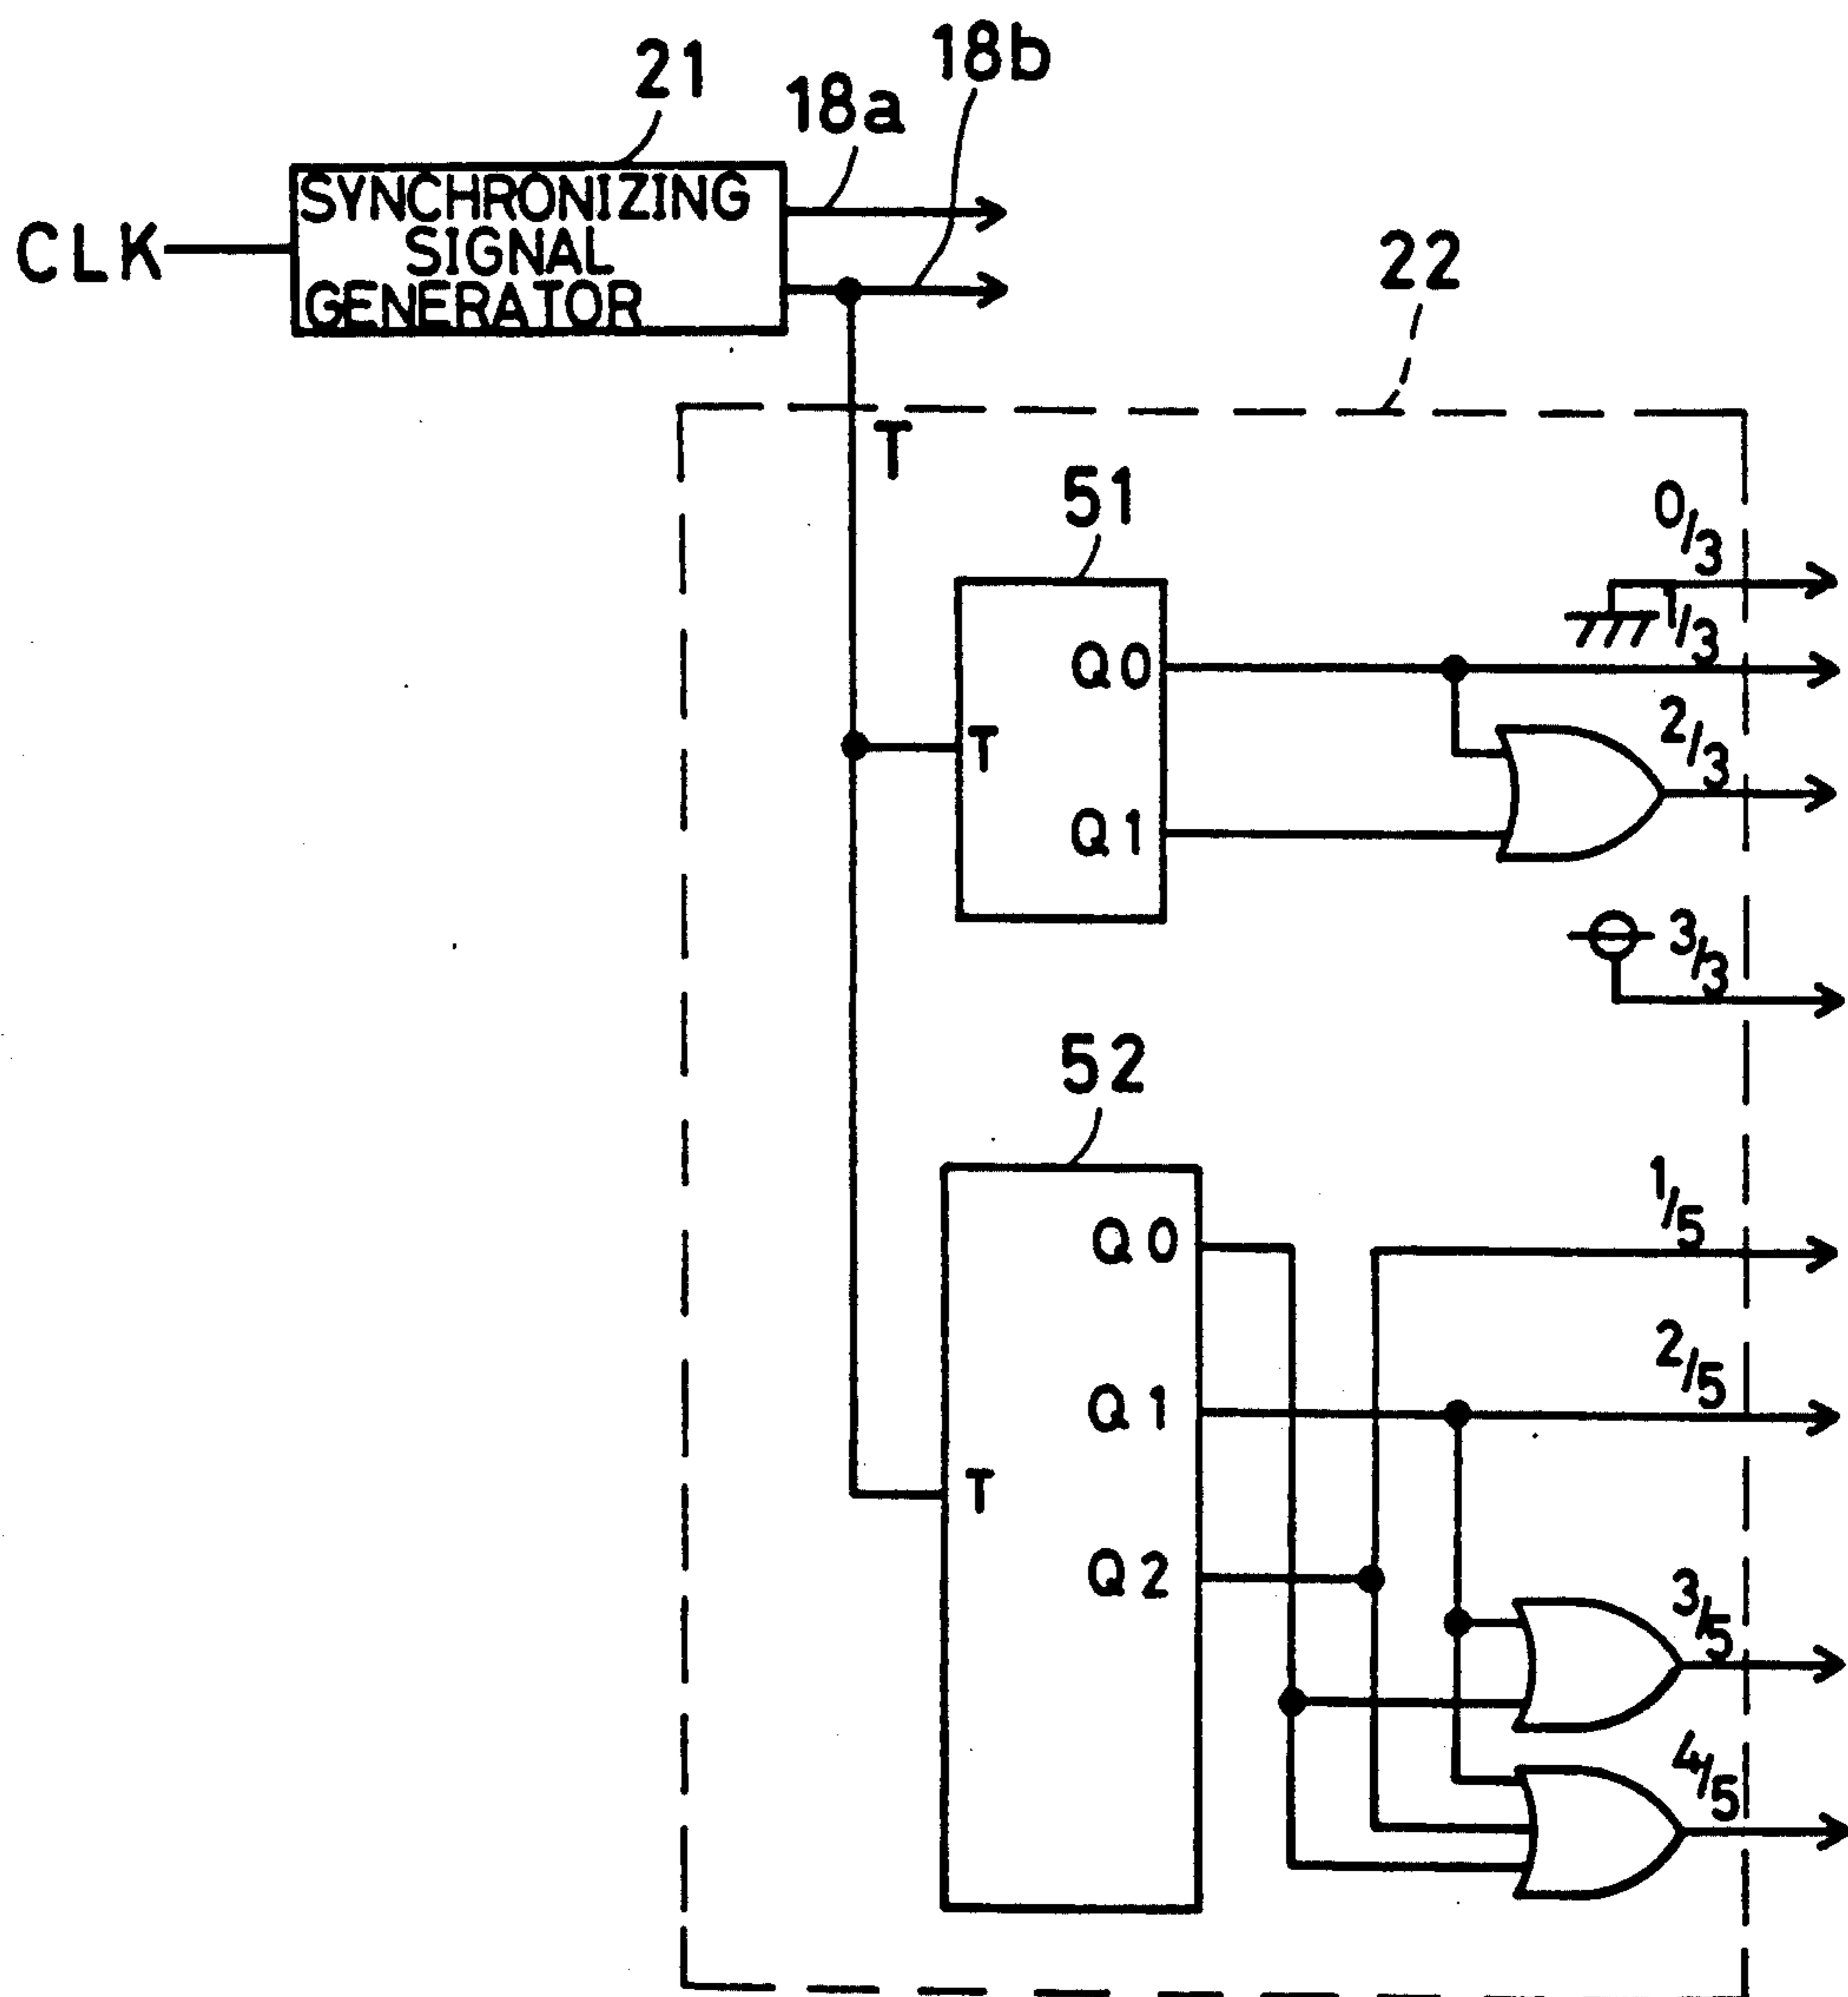 21
18a
18b
CLK
SYNCHRONIZING
SIGNAL
GENERATOR
22
T
51
0/3
Q0
1/3
T
2/3
Q1
3/3
52
1/5
Q0
2/5
Q1
T
Q2
3/5
4/5